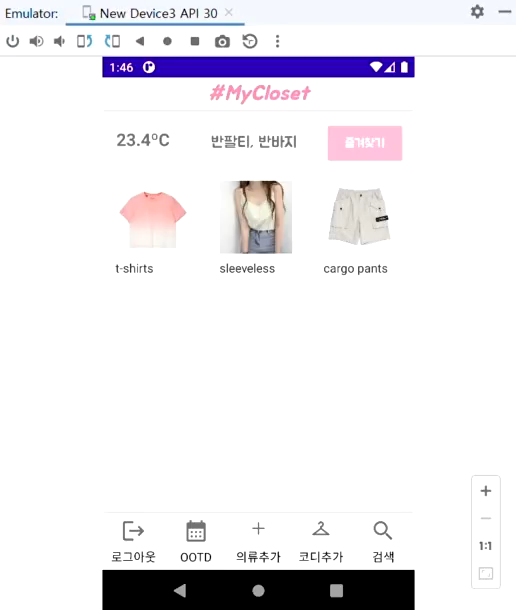 Emulator: New Device3 API 30
1:46
#MyCloset
23.4ºC 반팔티, 반바지 즐겨찾기
t-shirts sleeveless cargo pants
1:1
로그아웃 OOTD 의류추가 코디추가 검색